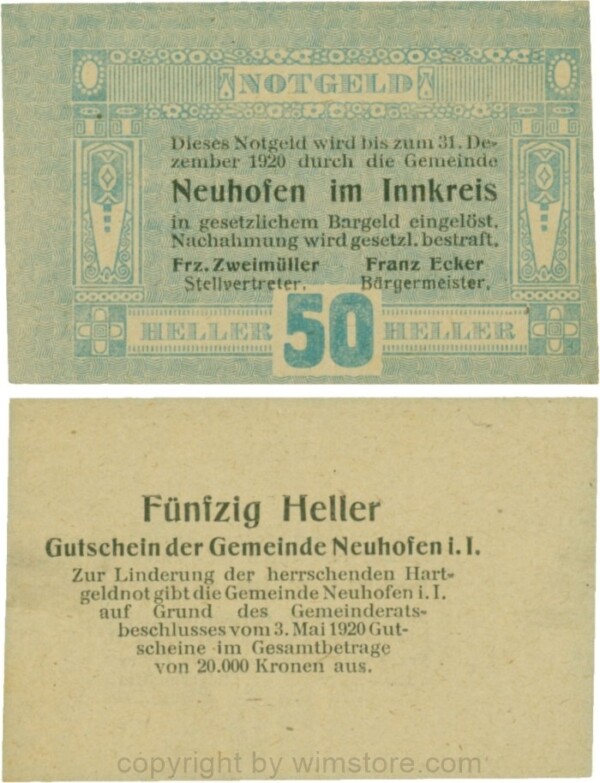 NOTGELD
Dieses Notgeld wird bis zum 31. De-
zember 1920 durch die Gemeinde
Neuhofen im Innkreis
in gesetzlichem Bargeld eingelöst.
Nachahmung wird gesetzl. bestraft.
Frz. Zweimüller Franz Ecker
Stellvertreter. Bürgermeister.
HELLER 50 HELLER
Fünfzig Heller
Gutschein der Gemeinde Neuhofen i. I.
Zur Linderung der herrschenden Hart-
geldnot gibt die Gemeinde Neuhofen i. I.
auf Grund des Gemeinderats-
beschlusses vom 3. Mai 1920 Gut-
scheine im Gesamtbetrage
von 20.000 Kronen aus.
copyright by wimstore.com